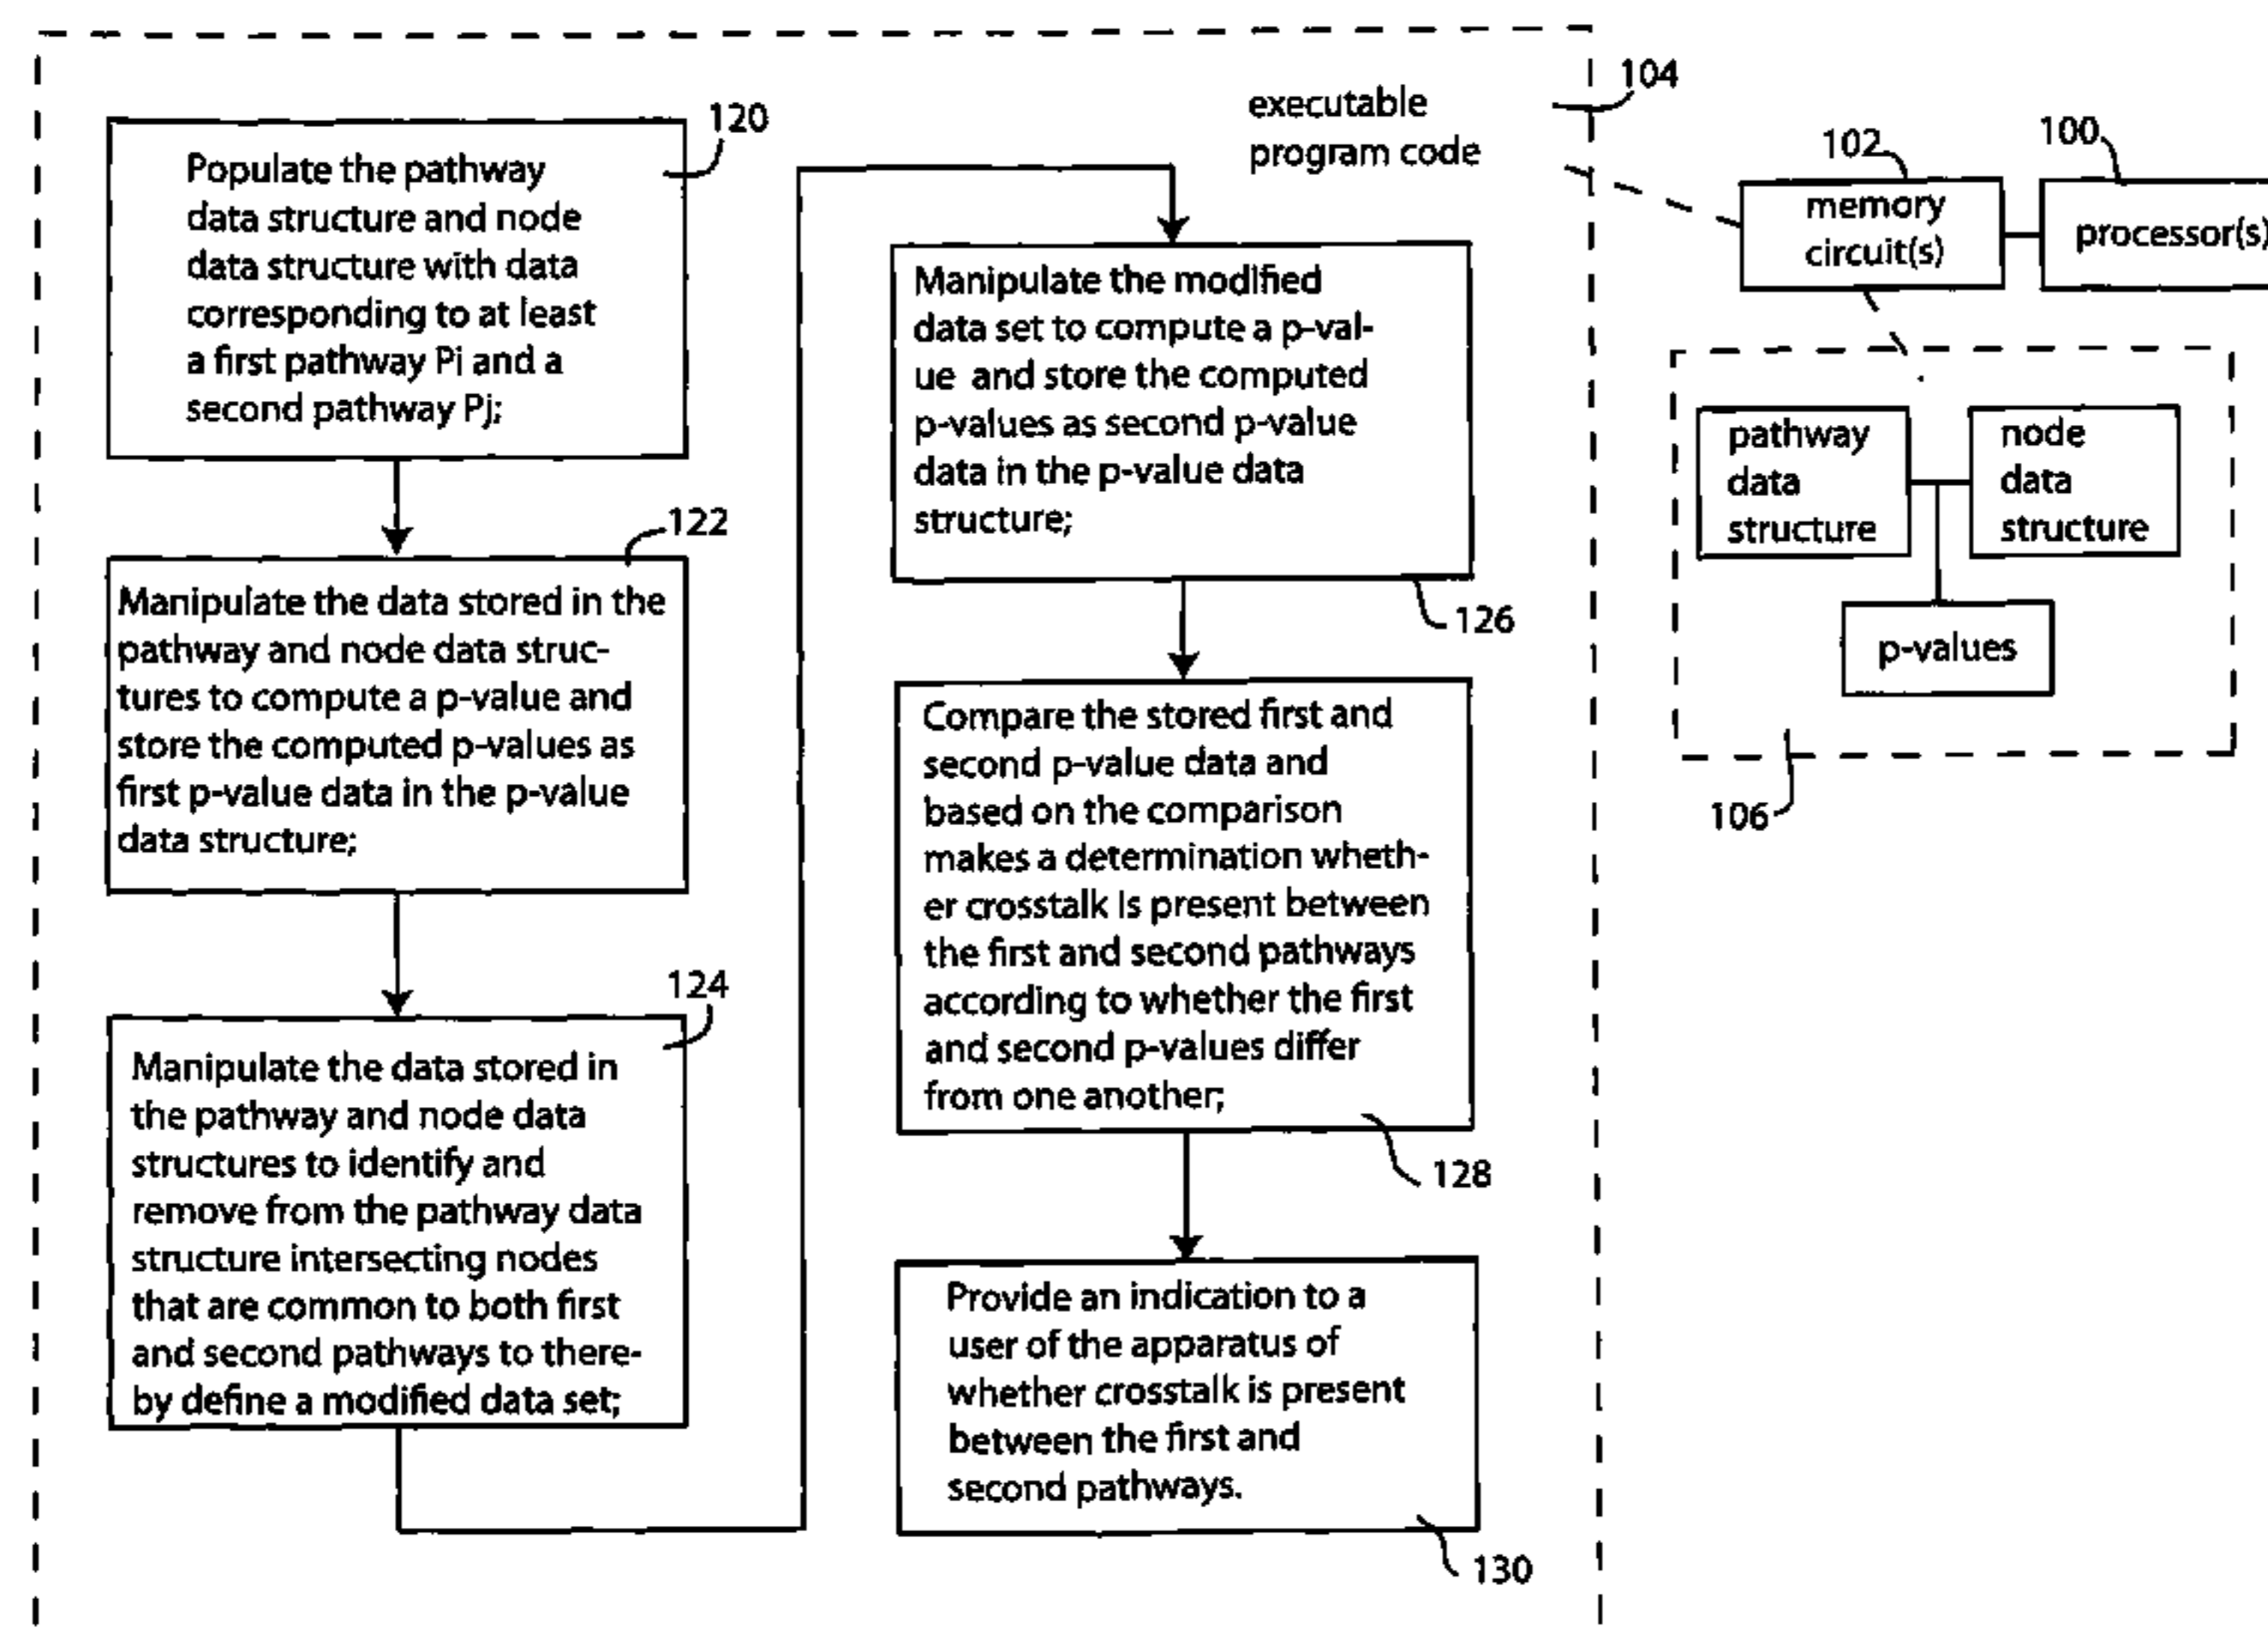 120
Populate the pathway
data structure and node
data structure with data
corresponding to at least
a first pathway Pi and a
second pathway Pj;
122
Manipulate the data stored in the
pathway and node data struc-
tures to compute a p-value and
store the computed p-values as
first p-value data in the p-value
data structure;
124
Manipulate the data stored in
the pathway and node data
structures to identify and
remove from the pathway data
structure intersecting nodes
that are common to both first
and second pathways to there-
by define a modified data set;
executable
program code
104
Manipulate the modified
data set to compute a p-val-
ue and store the computed
p-values as second p-value
data in the p-value data
structure;
126
Compare the stored first and
second p-value data and
based on the comparison
makes a determination wheth-
er crosstalk is present between
the first and second pathways
according to whether the first
and second p-values differ
from one another;
128
Provide an indication to a
user of the apparatus of
whether crosstalk is present
between the first and
second pathways.
130
102
memory
circuit(s)
100
processor(s)
pathway
data
structure
node
data
structure
p-values
106